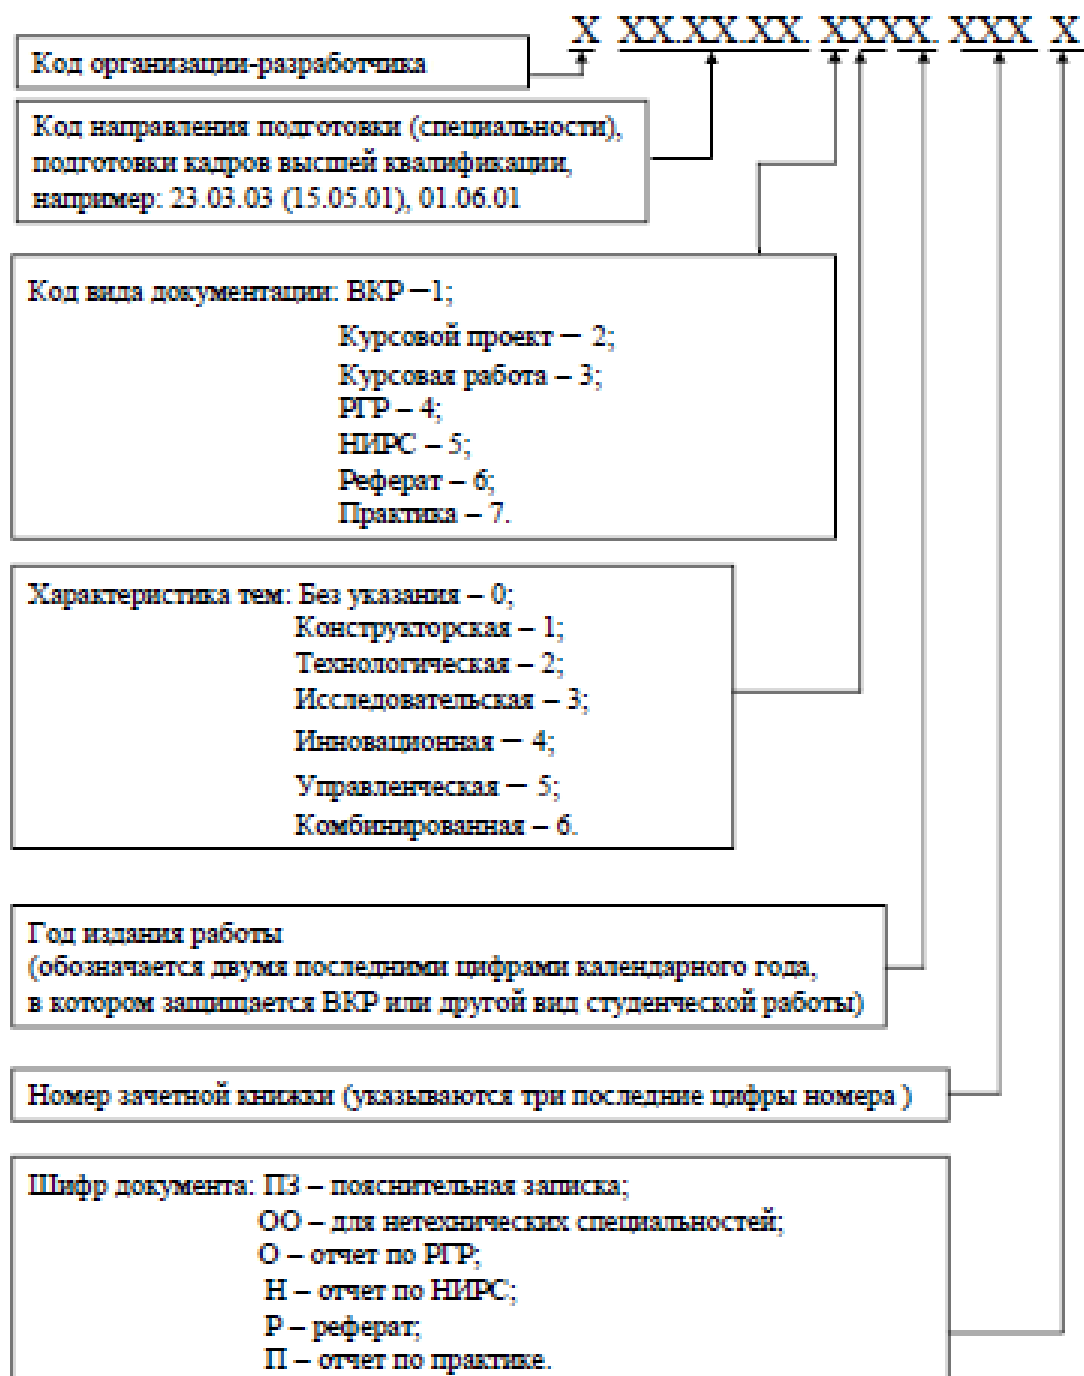 X XX.XX.XX. XXXX. XXX X
Код организации-разработчика
Код направления подготовки (специальности),
подготовки кадров высшей квалификации,
например: 23.03.03 (15.05.01), 01.06.01
Код вида документации: ВКР —1;
Курсовой проект — 2;
Курсовая работа – 3;
РГР – 4;
НИРС – 5;
Реферат – 6;
Практика – 7.
Характеристика тем: Без указания – 0;
Конструкторская – 1;
Технологическая – 2;
Исследовательская – 3;
Инновационная — 4;
Управленческая — 5;
Комбинированная – 6.
Год издания работы
(обозначается двумя последними цифрами календарного года,
в котором защищается ВКР или другой вид студенческой работы)
Номер зачетной книжки (указываются три последние цифры номера )
Шифр документа: ПЗ – пояснительная записка;
ОО – для нетехнических специальностей;
О – отчет по РГР;
Н – отчет по НИРС;
Р – реферат;
П – отчет по практике.